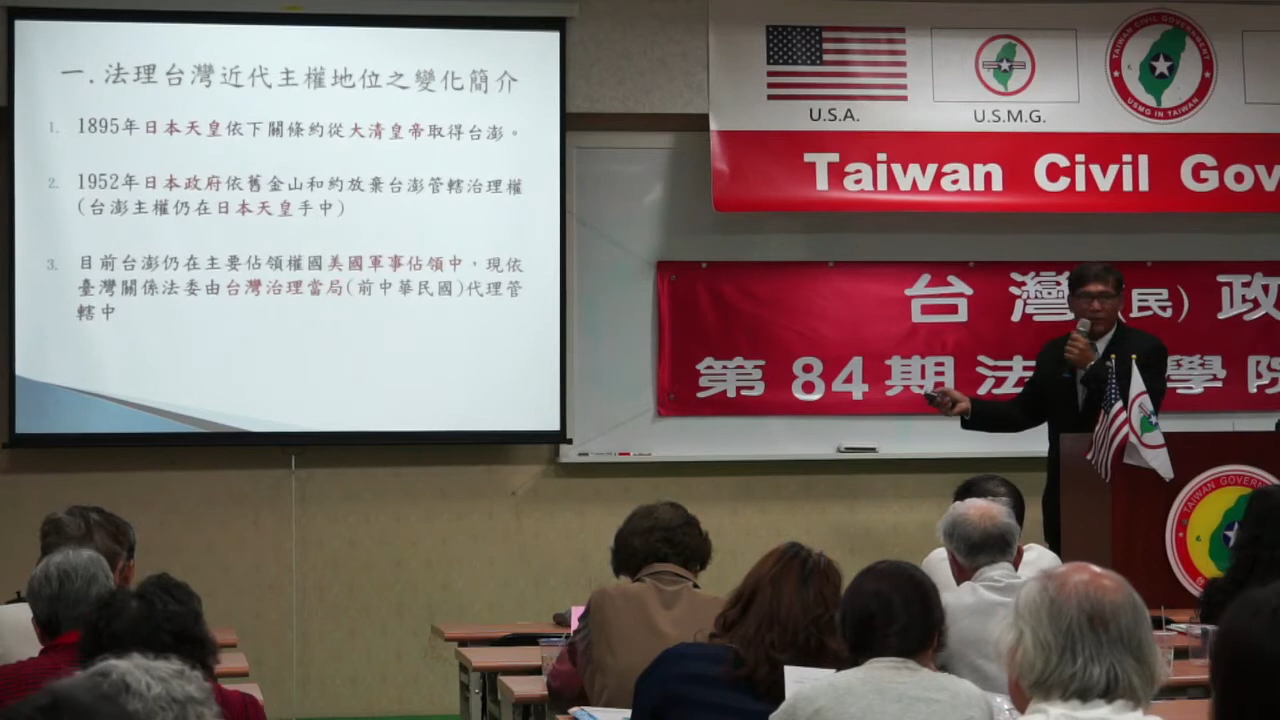 一.法理台灣近代主權地位之變化簡介
1. 1895年日本天皇依下關條約從大清皇帝取得台澎。
2. 1952年日本政府依舊金山和約放棄台澎管轄治理權
(台澎主權仍在日本天皇手中)
3. 目前台澎仍在主要佔領權國美國軍事佔領中，現依
臺灣關係法委由台灣治理當局(前中華民國)代理管
轄中
U.S.A.
U.S.M.G.
TAIWAN CIVIL GOVERNMENT
USMG IN TAIWAN
Taiwan Civil Gov
台灣(民)政
第84期法
學院
TAIWAN GOVERN